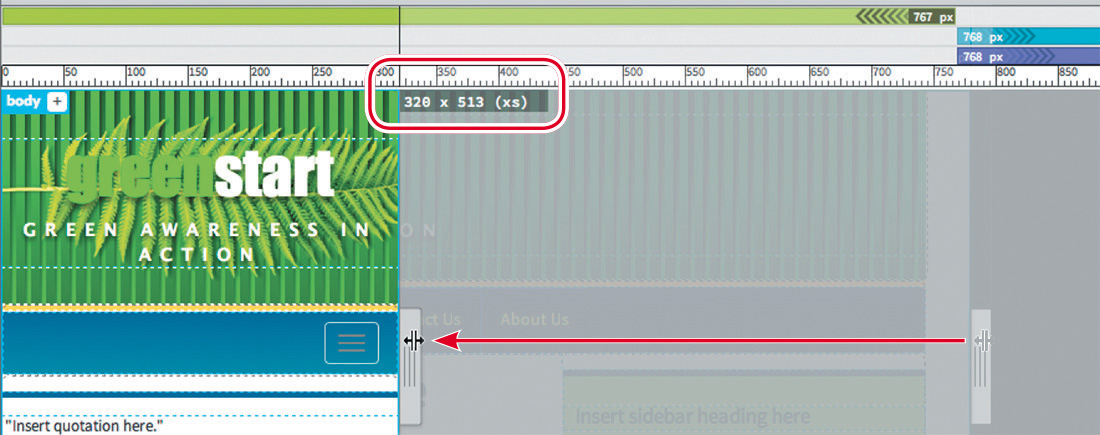 767 px
768 px
768 px
0 50 100 150 200 250 300 350 400 450 500 550 600 650 700 750 800 850
body +
320 x 513 (xs)
greenstart
GREEN AWARENESS IN ON
ACTION
ct Us About Us
Insert sidebar heading here
"Insert quotation here."